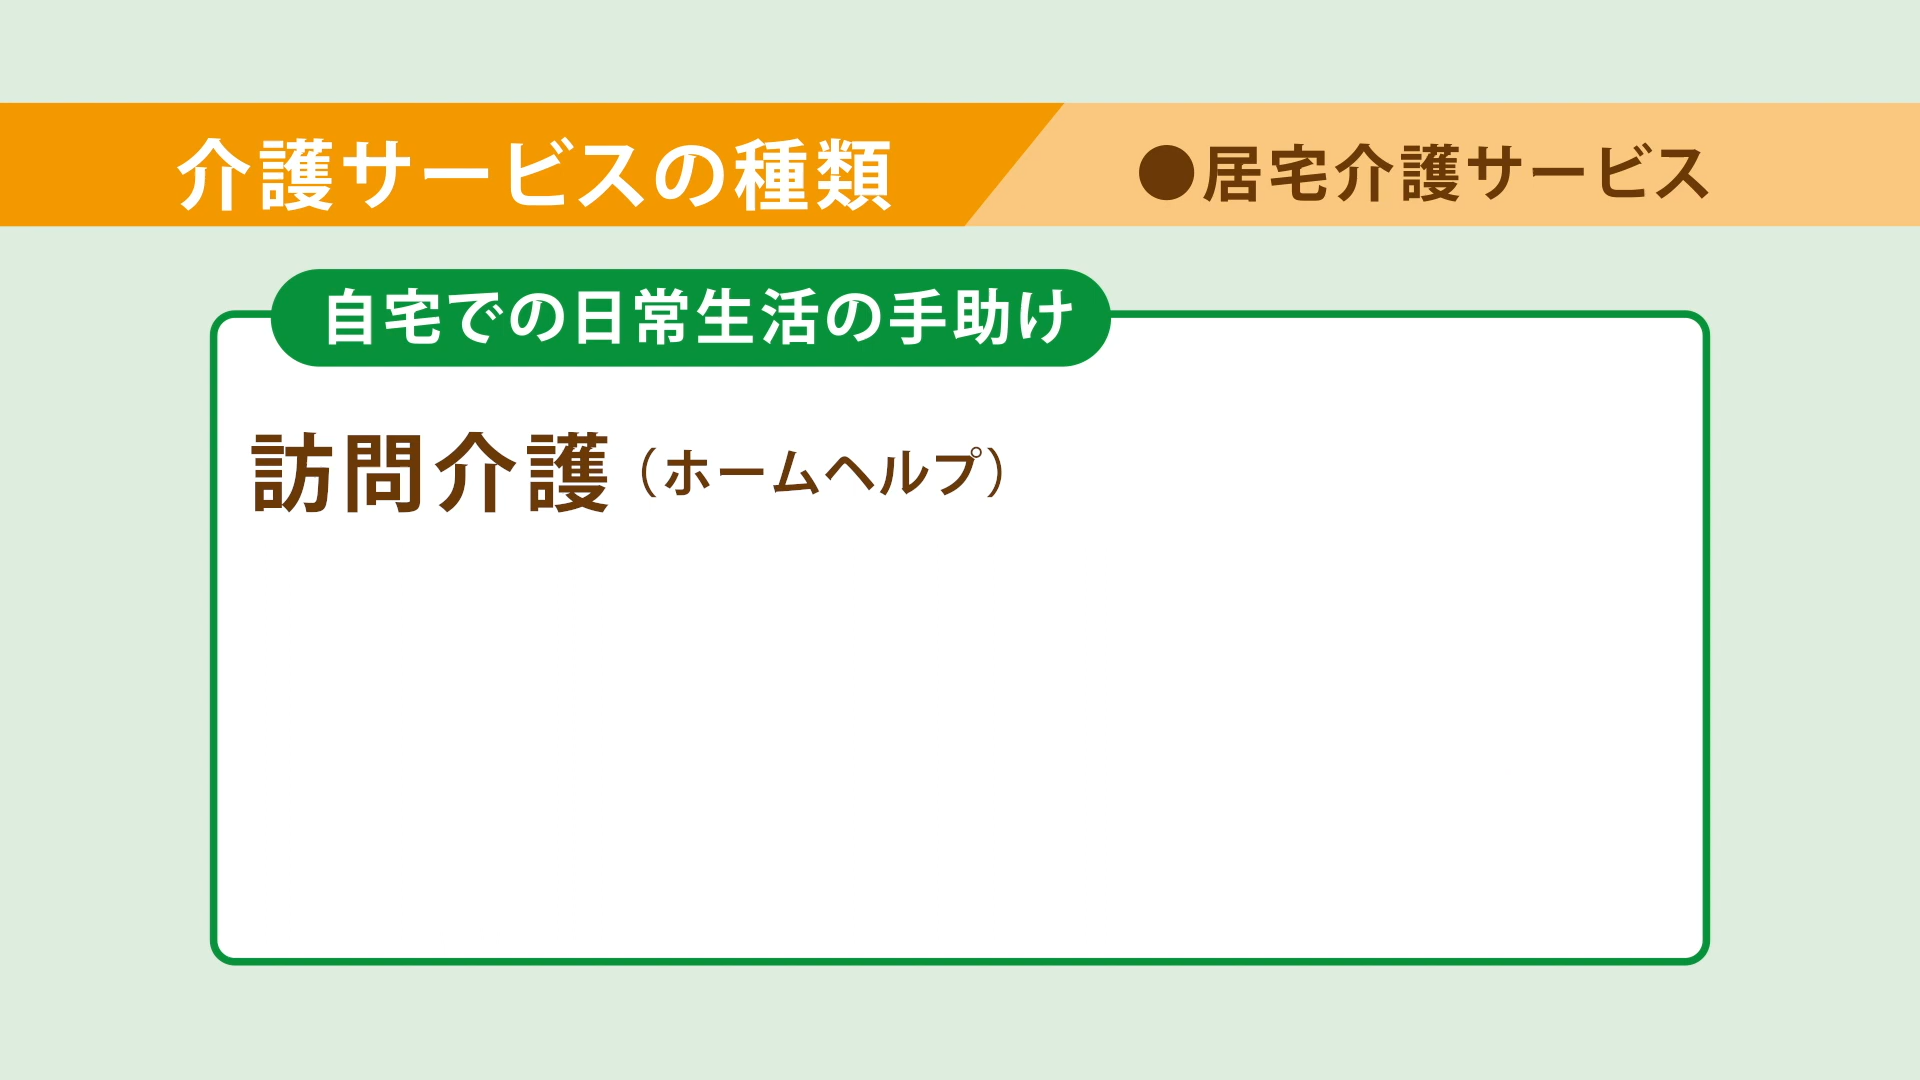 介護サービスの種類
●居宅介護サービス
自宅での日常生活の手助け
訪問介護（ホームヘルプ）